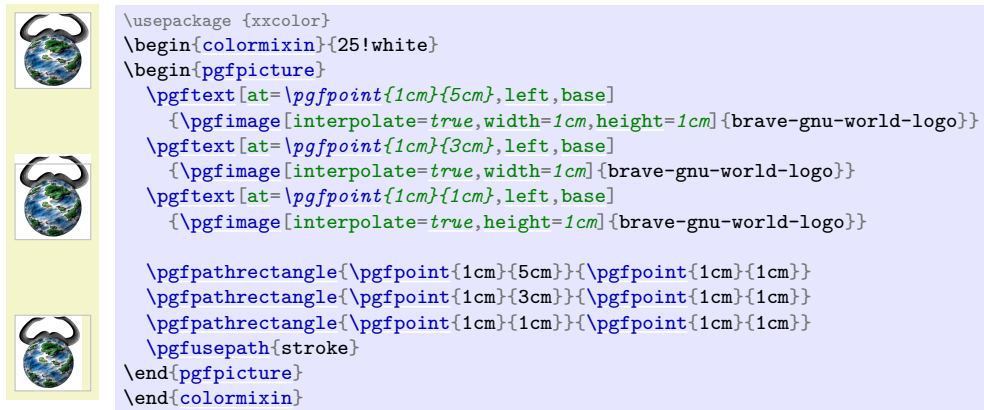 \usepackage {xxcolor}
\begin{colormixin}{25!white}
\begin{pgfpicture}
  \pgftext[at=\pgfpoint{1cm}{5cm},left,base]
    {\pgfimage[interpolate=true,width=1cm,height=1cm]{brave-gnu-world-logo}}
  \pgftext[at=\pgfpoint{1cm}{3cm},left,base]
    {\pgfimage[interpolate=true,width=1cm]{brave-gnu-world-logo}}
  \pgftext[at=\pgfpoint{1cm}{1cm},left,base]
    {\pgfimage[interpolate=true,height=1cm]{brave-gnu-world-logo}}

  \pgfpathrectangle{\pgfpoint{1cm}{5cm}}{\pgfpoint{1cm}{1cm}}
  \pgfpathrectangle{\pgfpoint{1cm}{3cm}}{\pgfpoint{1cm}{1cm}}
  \pgfpathrectangle{\pgfpoint{1cm}{1cm}}{\pgfpoint{1cm}{1cm}}
  \pgfusepath{stroke}
\end{pgfpicture}
\end{colormixin}